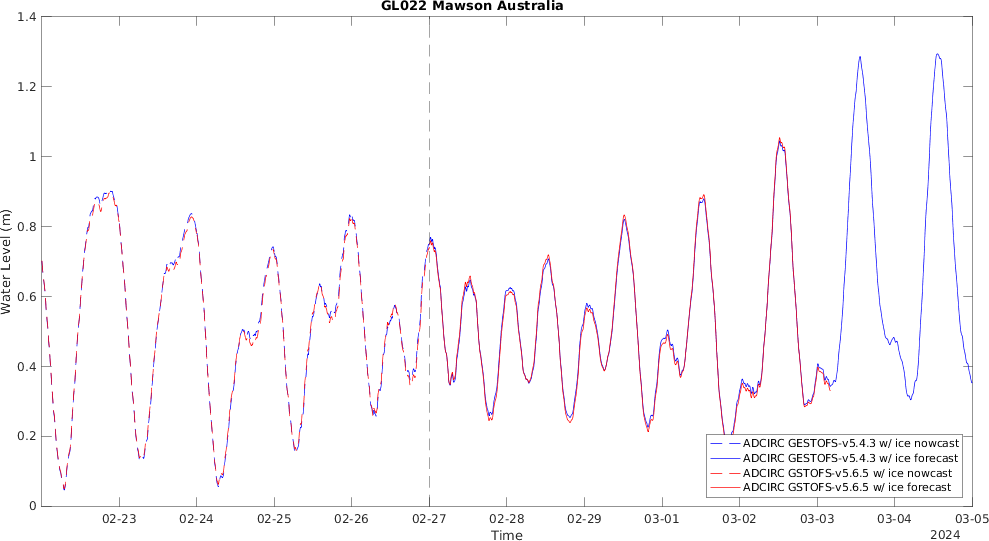 GL022 Mawson Australia
1.4
1.2
1
0.8
0.6
0.4
0.2
0
Water Level (m)
ADCIRC GESTOFS-v5.4.3 w/ ice nowcast
ADCIRC GESTOFS-v5.4.3 w/ ice forecast
ADCIRC GSTOFS-v5.6.5 w/ ice nowcast
ADCIRC GSTOFS-v5.6.5 w/ ice forecast
02-23 02-24 02-25 02-26 02-27 02-28 02-29 03-01 03-02 03-03 03-04 03-05
Time
2024